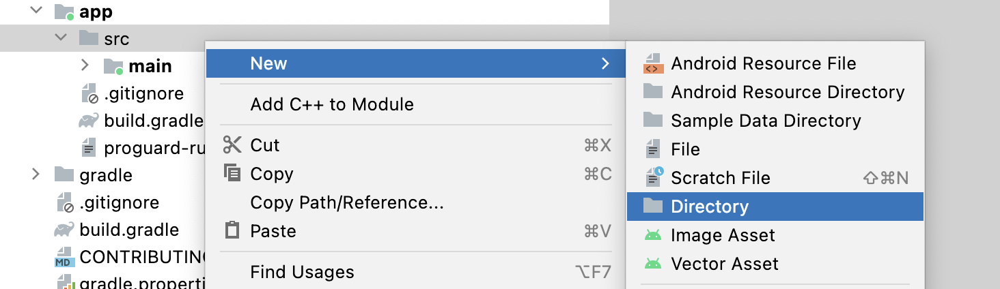 app
src
main
.gitignore
build.gradle
proguard-ru
gradle
.gitignore
build.gradle
MD CONTRIBUTING
gradle.properti
New
Add C++ to Module
Cut ⌘X
Copy ⌘C
Copy Path/Reference...
Paste ⌘V
Find Usages ⌥F7
Android Resource File
Android Resource Directory
Sample Data Directory
File
Scratch File ⇧⌘N
Directory
Image Asset
Vector Asset